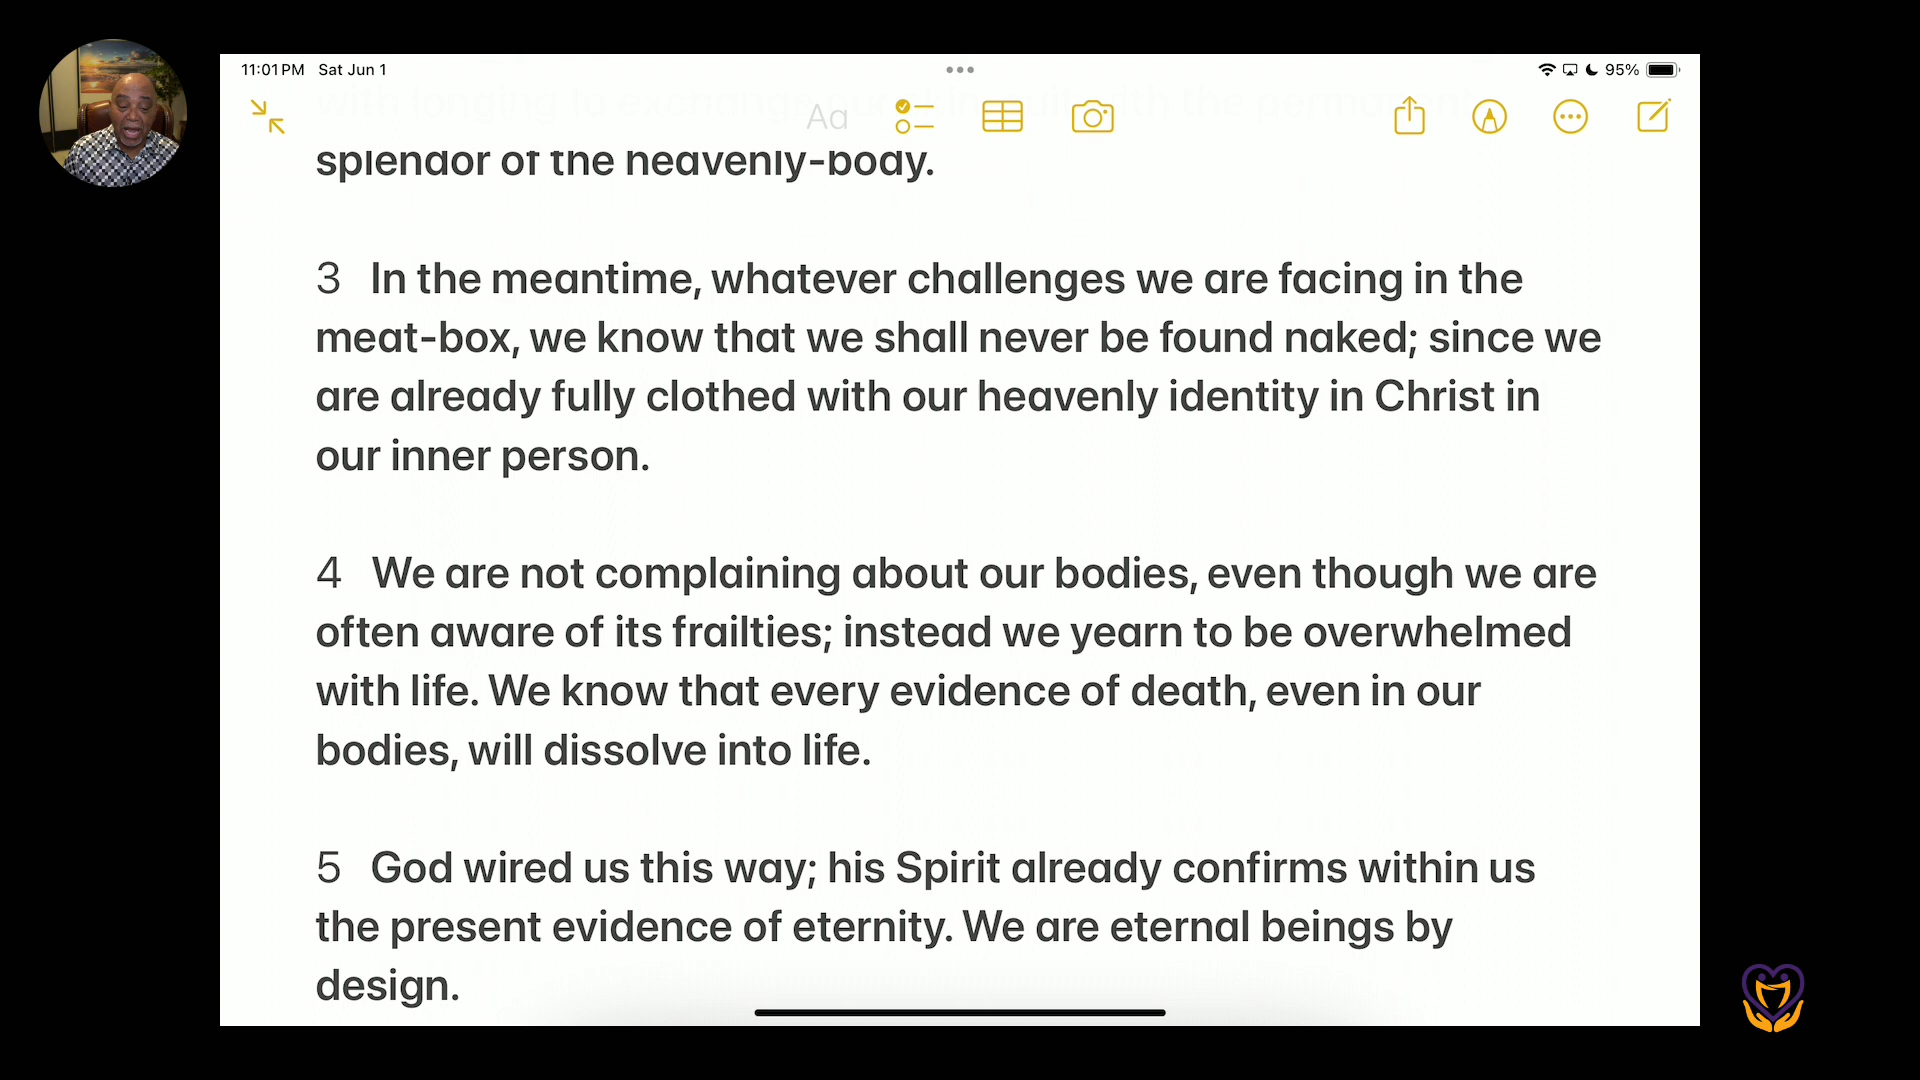 11:01 PM Sat Jun 1
95%
Aa
splendor of the heavenly-body.
3 In the meantime, whatever challenges we are facing in the
meat-box, we know that we shall never be found naked; since we
are already fully clothed with our heavenly identity in Christ in
our inner person.
4 We are not complaining about our bodies, even though we are
often aware of its frailties; instead we yearn to be overwhelmed
with life. We know that every evidence of death, even in our
bodies, will dissolve into life.
5 God wired us this way; his Spirit already confirms within us
the present evidence of eternity. We are eternal beings by
design.